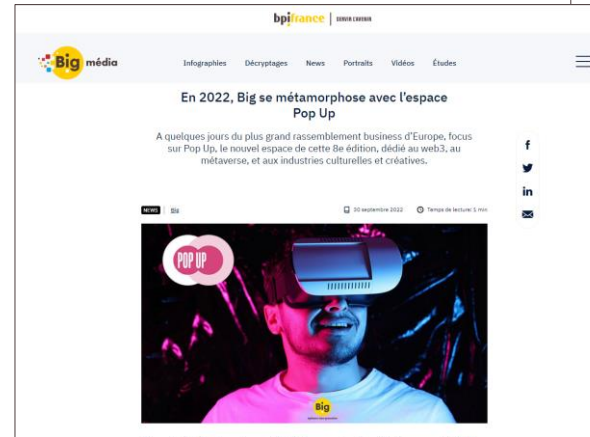 bpifrance | SERVIR L'AVENIR
Big média
Infographies Décryptages News Portraits Vidéos Études
En 2022, Big se métamorphose avec l'espace
Pop Up
A quelques jours du plus grand rassemblement business d'Europe, focus
sur Pop Up, le nouvel espace de cette 8e édition, dédié au web3, au
métaverse, et aux industries culturelles et créatives.
NEWS | Big 30 septembre 2022 Temps de lecture: 1 min
POP UP
Big